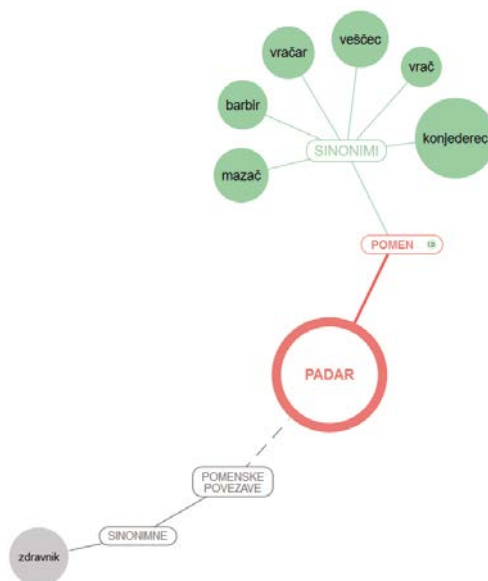 veščec
vračar
vrač
barbir
konjederec
SINONIMI
mazač
POMEN
PADAR
POMENSKE
POVEZAVE
SINONIMNE
zdravnik